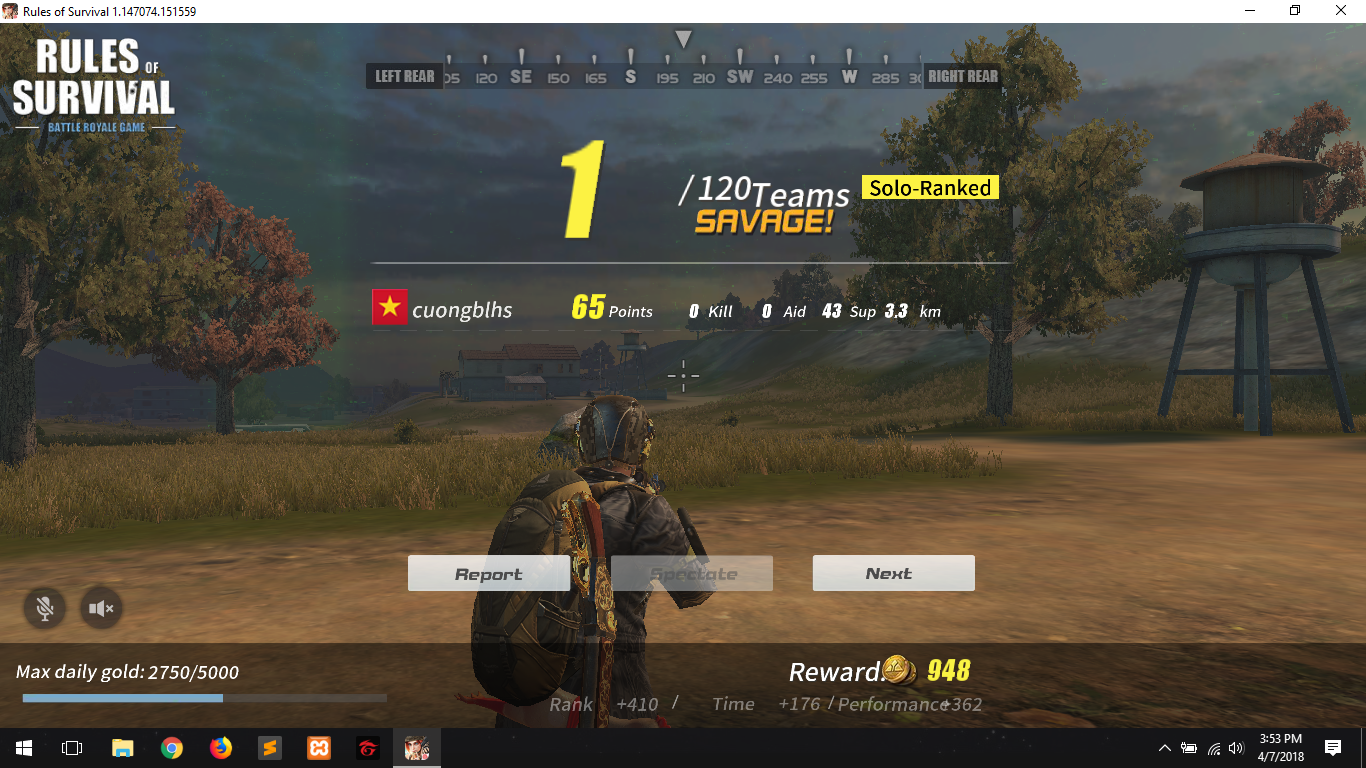 Rules of Survival 1.147074.151559
RULES OF
SURVIVAL
BATTLE ROYALE GAME
LEFT REAR 120 SE 150 165 S 195 210 SW 240 255 W 285 RIGHT REAR
1 / 120 Teams Solo-Ranked
SAVAGE!
cuongblhs 65 Points 0 Kill 0 Aid 43 Sup 3.3 km
Report Spectate Next
Max daily gold: 2750/5000
Reward: 948
Rank +410 / Time +176 / Performance +362
3:53 PM
4/7/2018